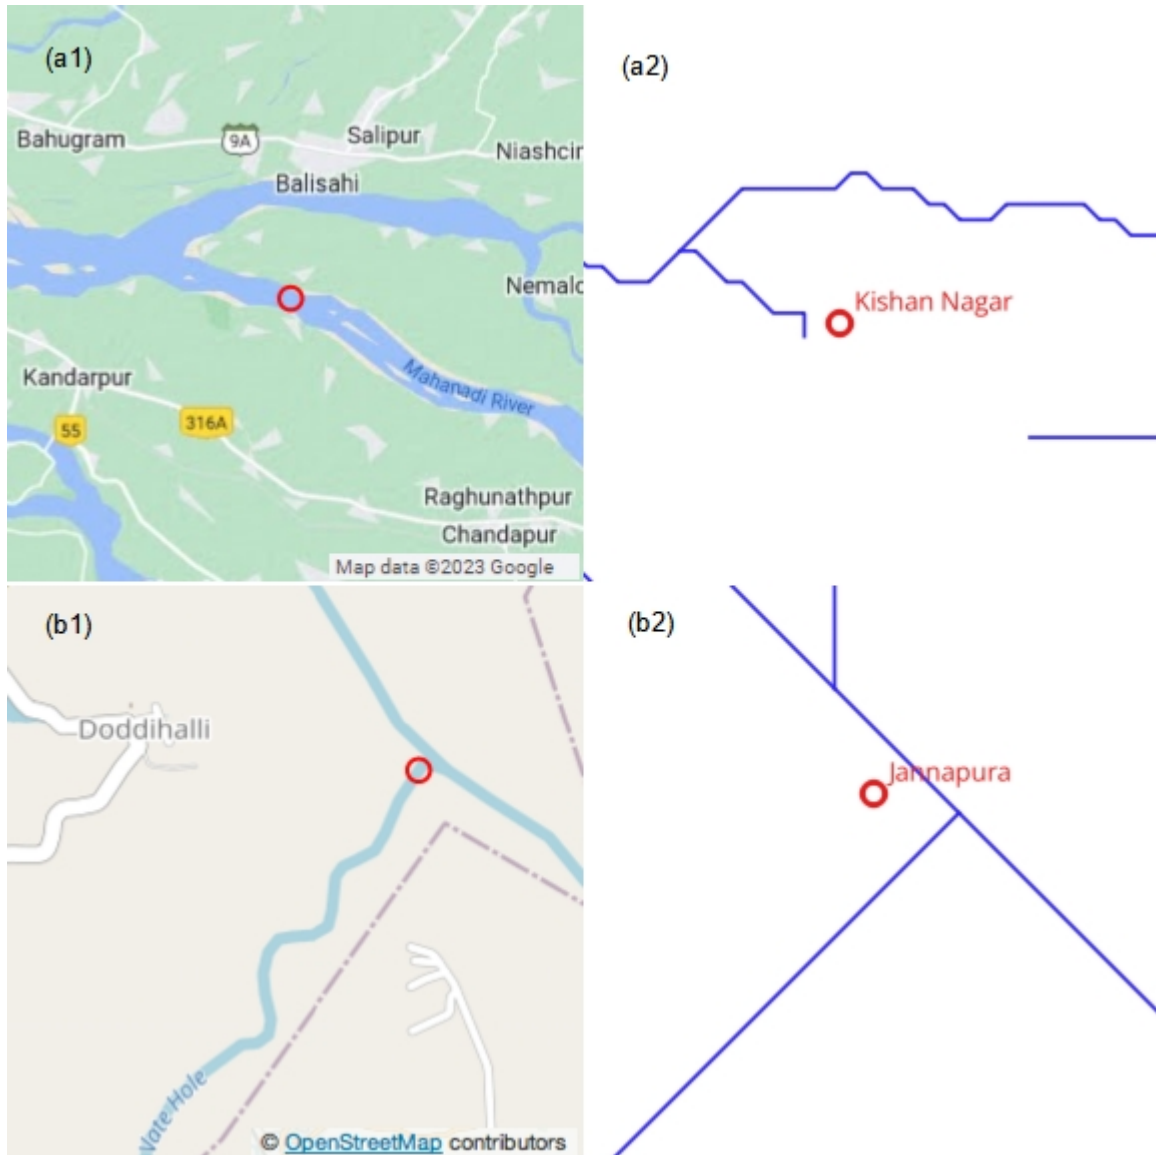 (a1)
(a2)
Bahugram
9A
Salipur
Niashcir
Balisahi
Nemalc
Kishan Nagar
Kandarpur
Mahanadi River
55
316A
Raghunathpur
Chandapur
Map data ©2023 Google
(b1)
(b2)
Doddihalli
Jannapura
Vate Hole
© OpenStreetMap contributors